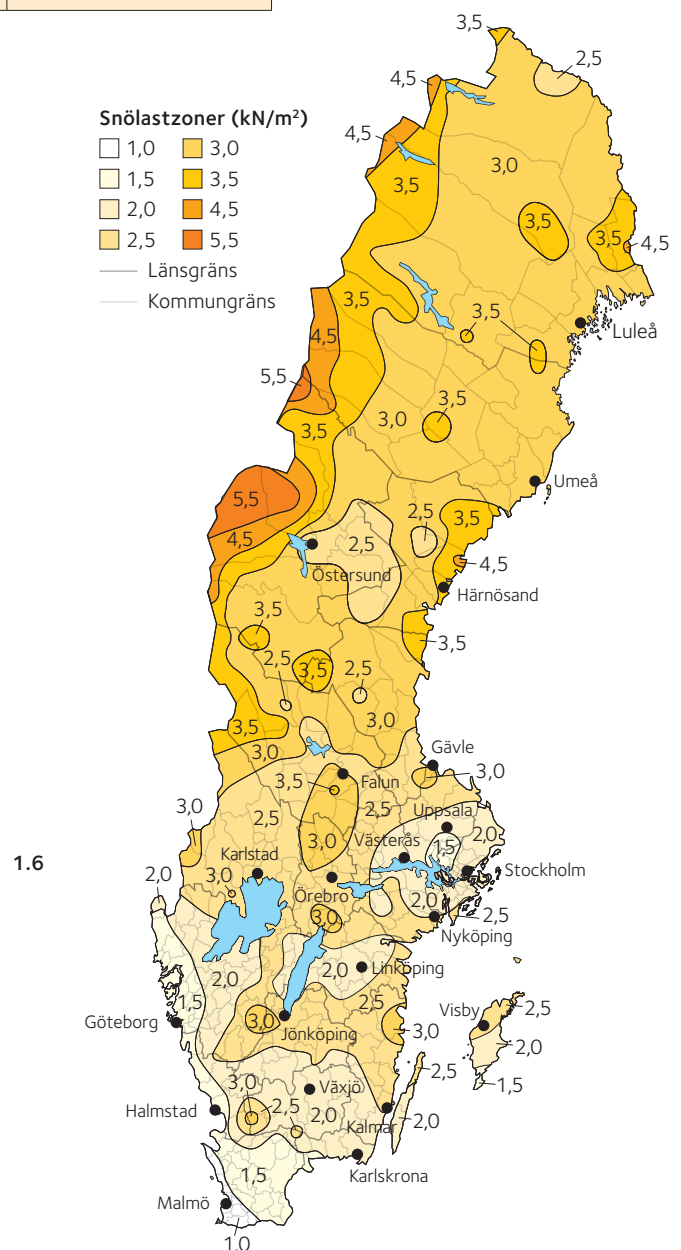 3,5
2,5
4,5
Snölastzoner (kN/m²)
1,0 3,0
1,5 3,5
2,0 4,5
2,5 5,5
Länsgräns
Kommungräns
4,5
3,0
3,5
3,5
3,5
4,5
3,5
3,5
Luleå
4,5
5,5
3,5
3,0
3,5
Umeå
5,5
2,5
3,5
4,5
2,5
4,5
Östersund
Härnösand
3,5
3,5
2,5
3,5
2,5
3,0
3,5
3,0
Gävle
3,0
3,5
Falun
2,5
Uppsala
2,5
3,0
3,0
Västerås
1,5
2,0
1.6
Karlstad
Stockholm
2,0
3,0
Örebro
2,0
2,5
3,0
Nyköping
2,0
Linköping
2,0
1,5
2,5
Visby
2,5
Göteborg
3,0
Jönköping
3,0
2,0
2,5
1,5
3,0
Växjö
2,5
2,0
Halmstad
Kalmar
2,0
Karlskrona
1,5
Malmö
1,0